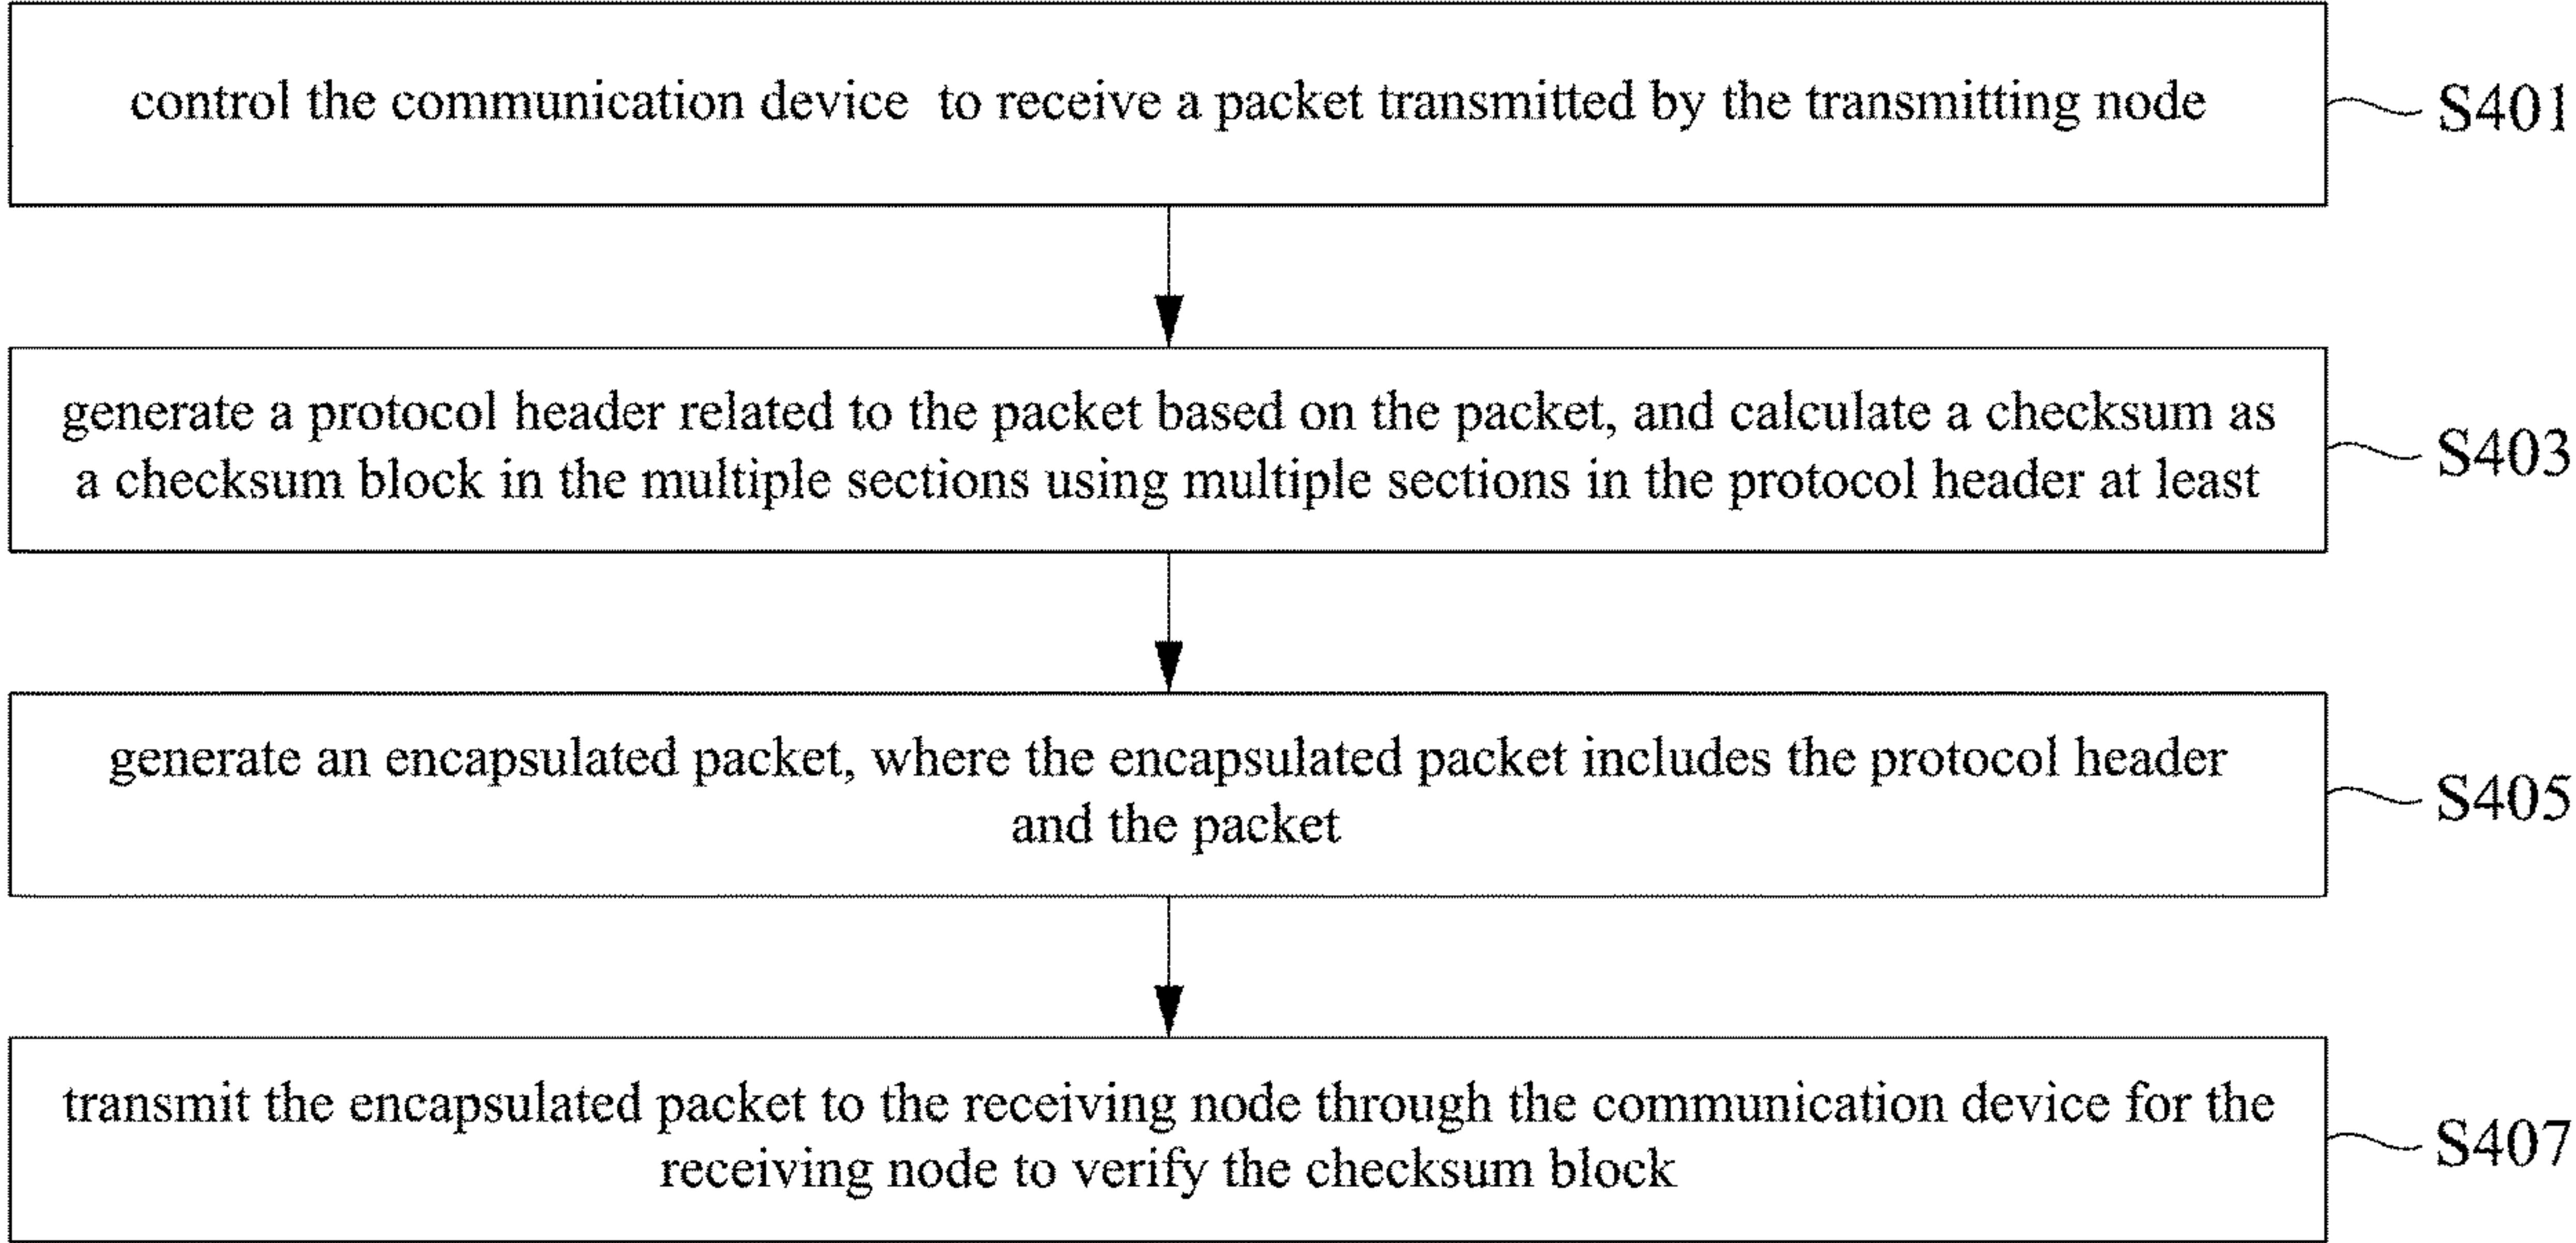 control the communication device  to receive a packet transmitted by the transmitting node
S401
generate a protocol header related to the packet based on the packet, and calculate a checksum as
a checksum block in the multiple sections using multiple sections in the protocol header at least
S403
generate an encapsulated packet, where the encapsulated packet includes the protocol header
and the packet
S405
transmit the encapsulated packet to the receiving node through the communication device for the
receiving node to verify the checksum block
S407